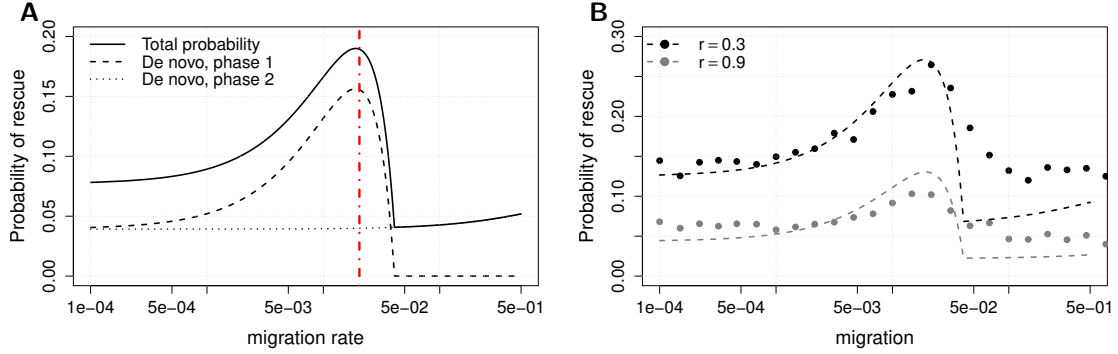 A
Probability of rescue
0.00 0.05 0.10 0.15 0.20
Total probability
De novo, phase 1
De novo, phase 2
1e−04 5e−04 5e−03 5e−02 5e−01
migration rate
B
Probability of rescue
0.00 0.10 0.20 0.30
r = 0.3
r = 0.9
1e−04 5e−04 5e−03 5e−02 5e−01
migration